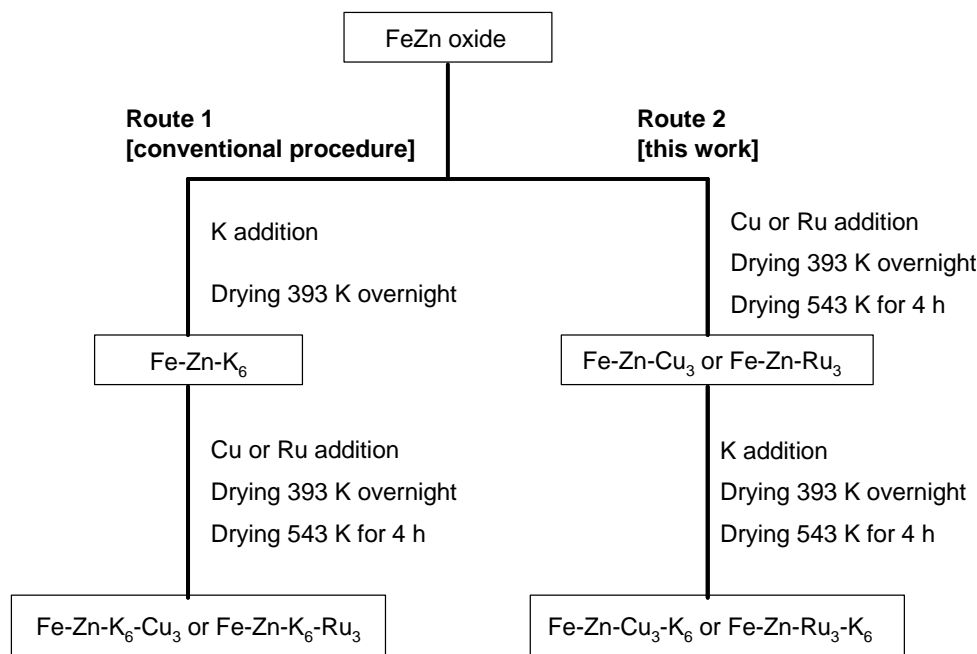 FeZn oxide
Route 1
[conventional procedure]
Route 2
[this work]
K addition
Drying 393 K overnight
Cu or Ru addition
Drying 393 K overnight
Drying 543 K for 4 h
Fe-Zn-K₆
Fe-Zn-Cu₃ or Fe-Zn-Ru₃
Cu or Ru addition
Drying 393 K overnight
Drying 543 K for 4 h
K addition
Drying 393 K overnight
Drying 543 K for 4 h
Fe-Zn-K₆-Cu₃ or Fe-Zn-K₆-Ru₃
Fe-Zn-Cu₃-K₆ or Fe-Zn-Ru₃-K₆